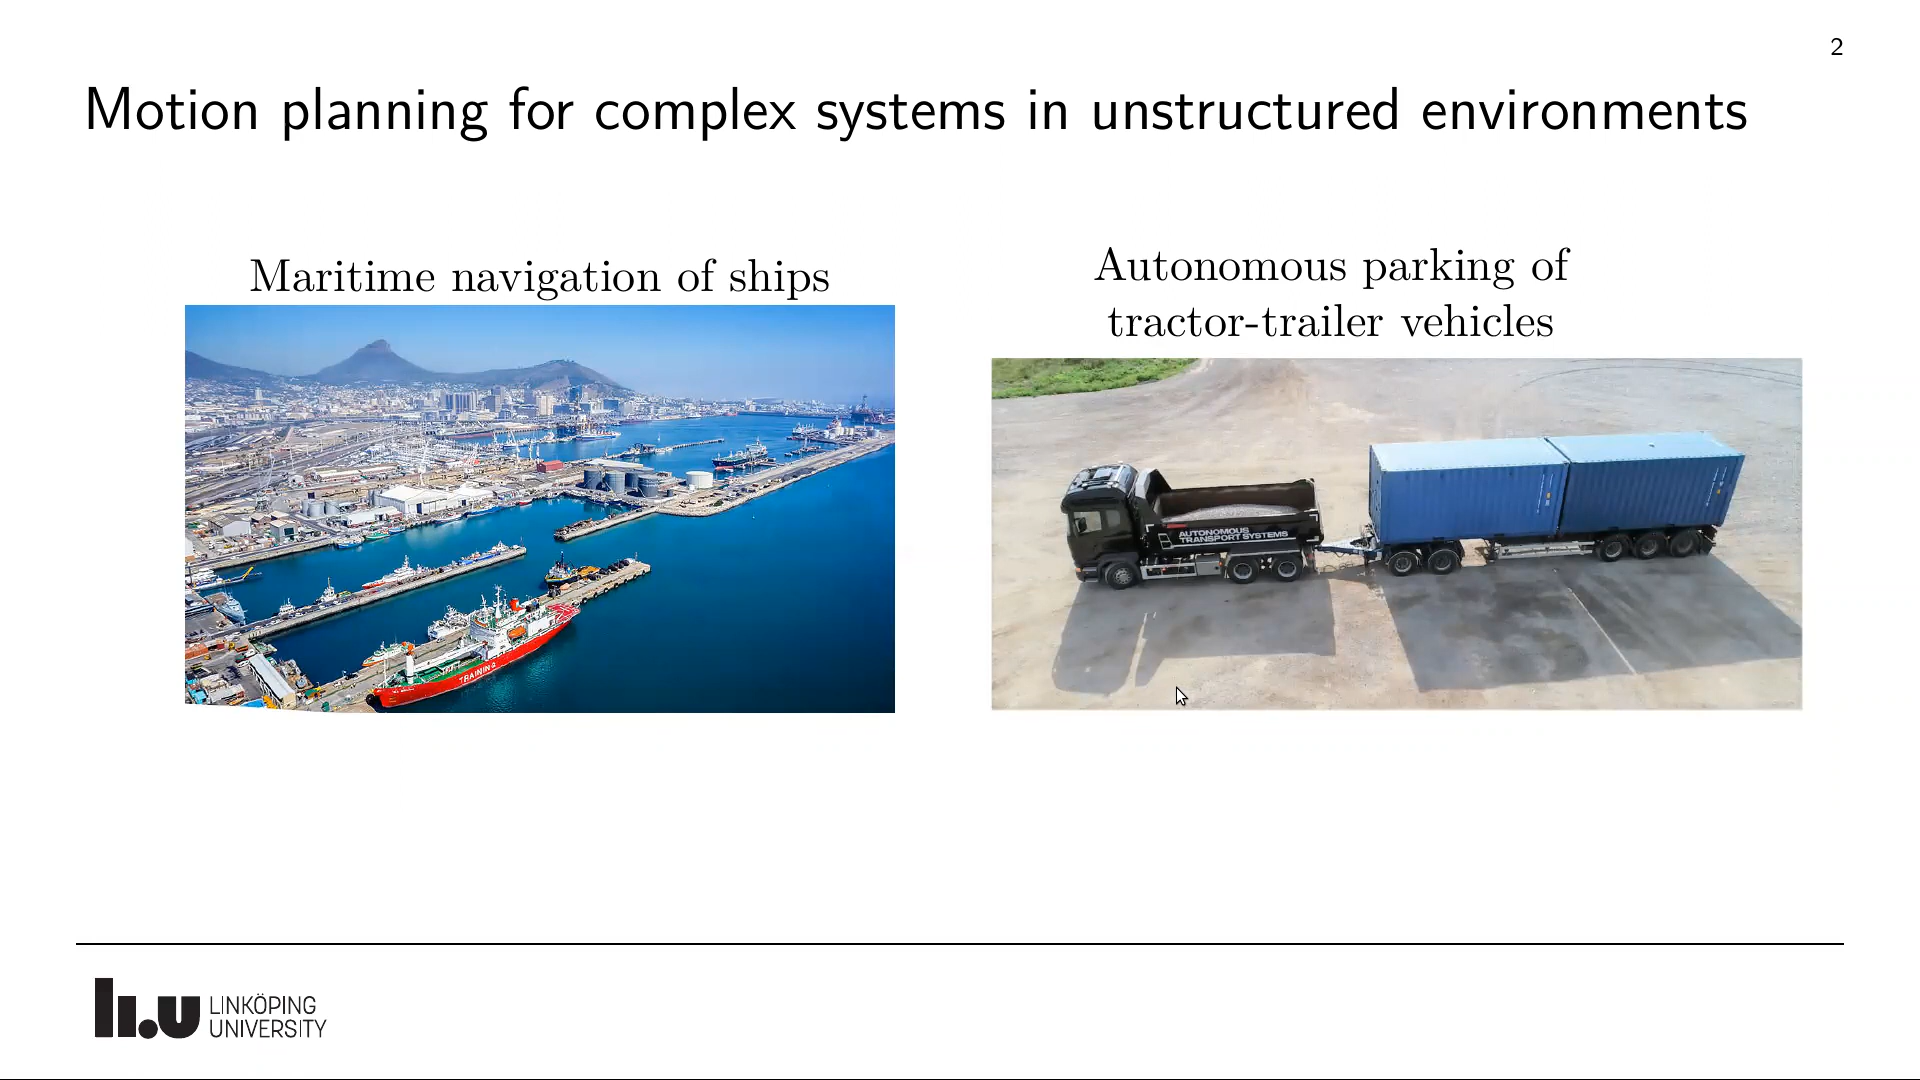 2
Motion planning for complex systems in unstructured environments
Maritime navigation of ships
Autonomous parking of
tractor-trailer vehicles
AUTONOMOUS
TRANSPORT SYSTEMS
li.u LINKÖPING
UNIVERSITY